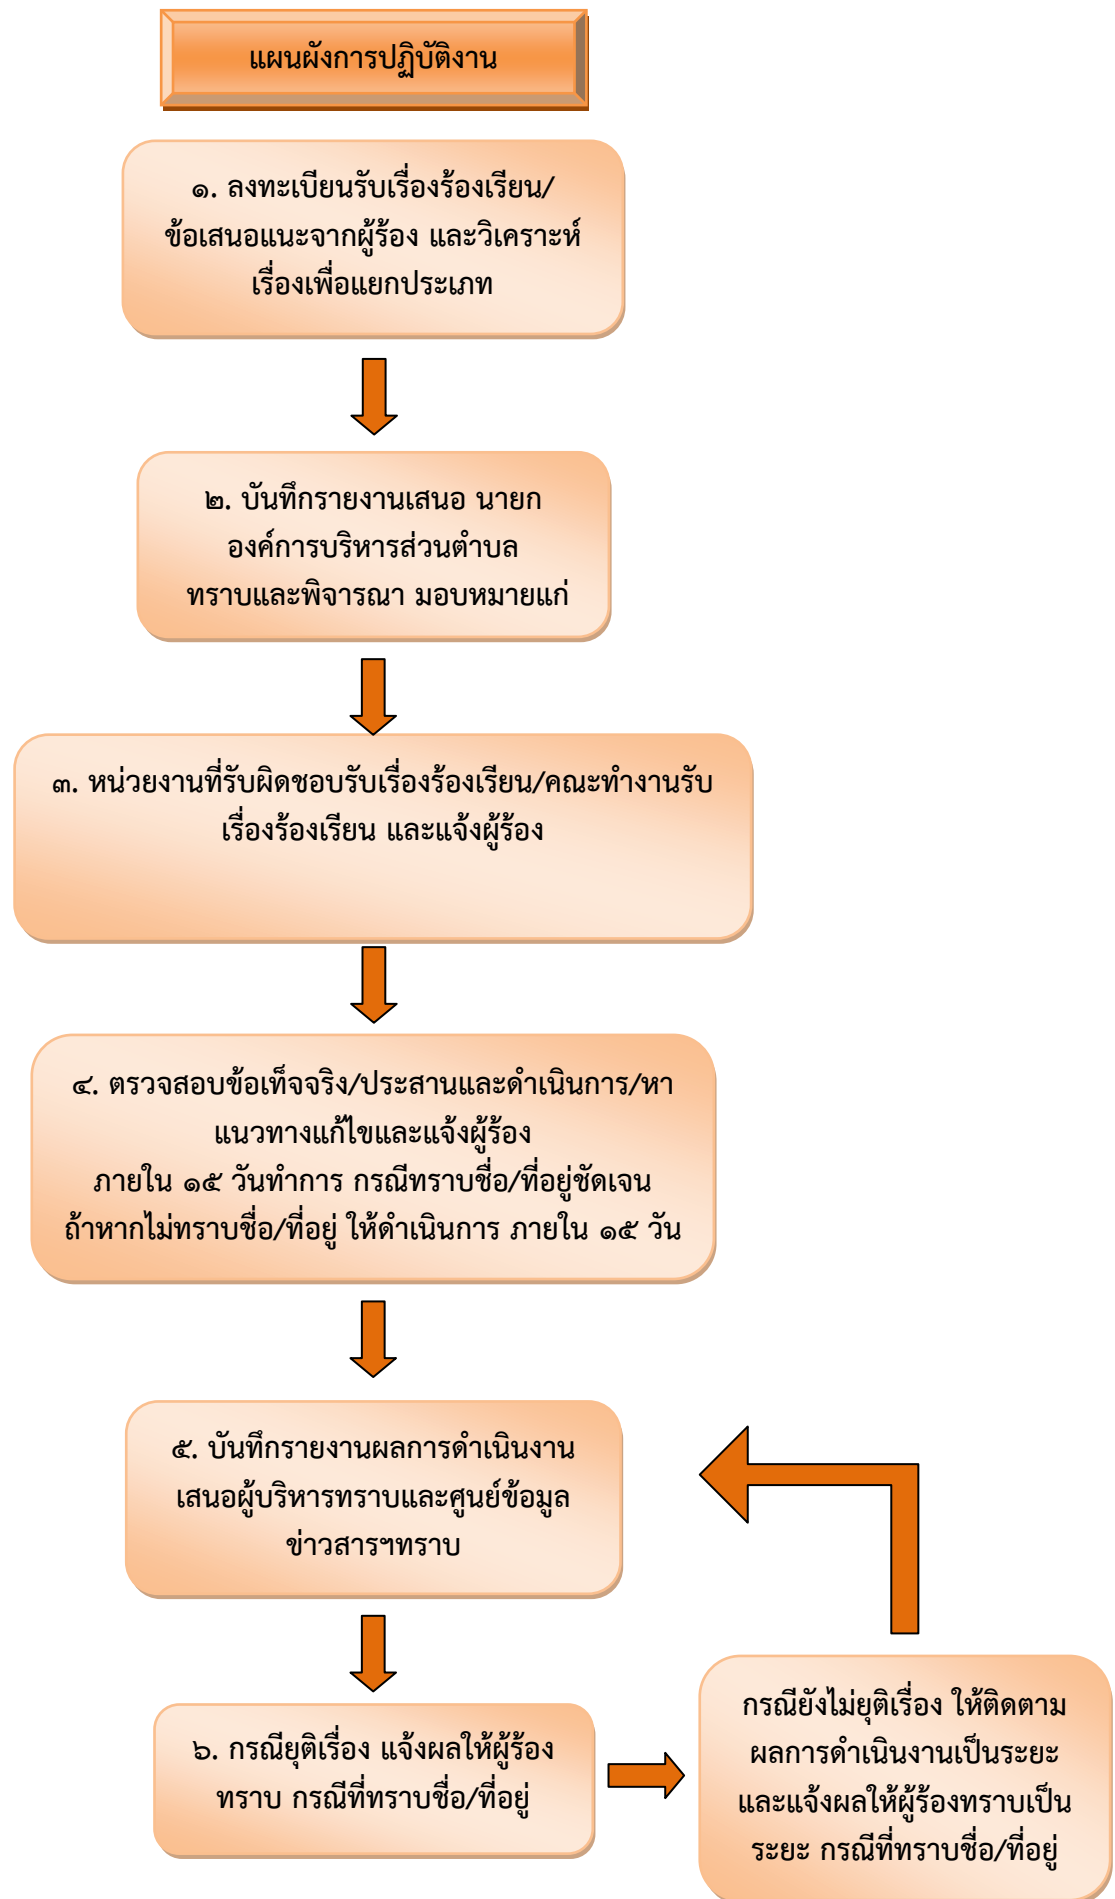 แผนผังการปฏิบัติงาน
๑. ลงทะเบียนรับเรื่องร้องเรียน/
ข้อเสนอแนะจากผู้ร้อง และวิเคราะห์
เรื่องเพื่อแยกประเภท
๒. บันทึกรายงานเสนอ นายก
องค์การบริหารส่วนตำบล
ทราบและพิจารณา มอบหมายแก่
๓. หน่วยงานที่รับผิดชอบรับเรื่องร้องเรียน/คณะทำงานรับ
เรื่องร้องเรียน และแจ้งผู้ร้อง
๔. ตรวจสอบข้อเท็จจริง/ประสานและดำเนินการ/หา
แนวทางแก้ไขและแจ้งผู้ร้อง
ภายใน ๑๕ วันทำการ กรณีทราบชื่อ/ที่อยู่ชัดเจน
ถ้าหากไม่ทราบชื่อ/ที่อยู่ ให้ดำเนินการ ภายใน ๑๕ วัน
๕. บันทึกรายงานผลการดำเนินงาน
เสนอผู้บริหารทราบและศูนย์ข้อมูล
ข่าวสารฯทราบ
๖. กรณียุติเรื่อง แจ้งผลให้ผู้ร้อง
ทราบ กรณีที่ทราบชื่อ/ที่อยู่
กรณียังไม่ยุติเรื่อง ให้ติดตาม
ผลการดำเนินงานเป็นระยะ
และแจ้งผลให้ผู้ร้องทราบเป็น
ระยะ กรณีที่ทราบชื่อ/ที่อยู่